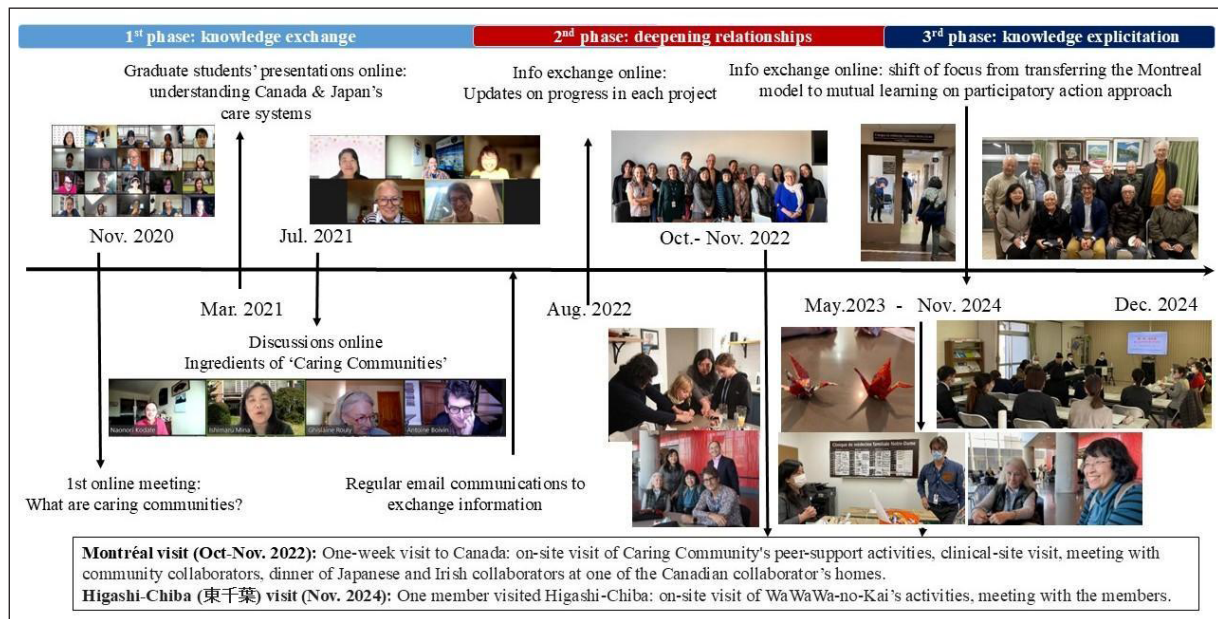 1st phase: knowledge exchange
2nd phase: deepening relationships
3rd phase: knowledge explicitation
Graduate students' presentations online:
understanding Canada & Japan's
care systems
Info exchange online:
Updates on progress in each project
Info exchange online: shift of focus from transferring the Montreal
model to mutual learning on participatory action approach
Nov. 2020
Jul. 2021
Oct.- Nov. 2022
Mar. 2021
Aug. 2022
May.2023 - Nov. 2024
Dec. 2024
Discussions online
Ingredients of 'Caring Communities'
Naonori Kodate
Ishimaru Mina
Ghislaine Rouly
Antoine Boivin
1st online meeting:
What are caring communities?
Regular email communications to
exchange information
Montréal visit (Oct-Nov. 2022): One-week visit to Canada: on-site visit of Caring Community's peer-support activities, clinical-site visit, meeting with
community collaborators, dinner of Japanese and Irish collaborators at one of the Canadian collaborator's homes.
Higashi-Chiba (東千葉) visit (Nov. 2024): One member visited Higashi-Chiba: on-site visit of WaWaWa-no-Kai's activities, meeting with the members.